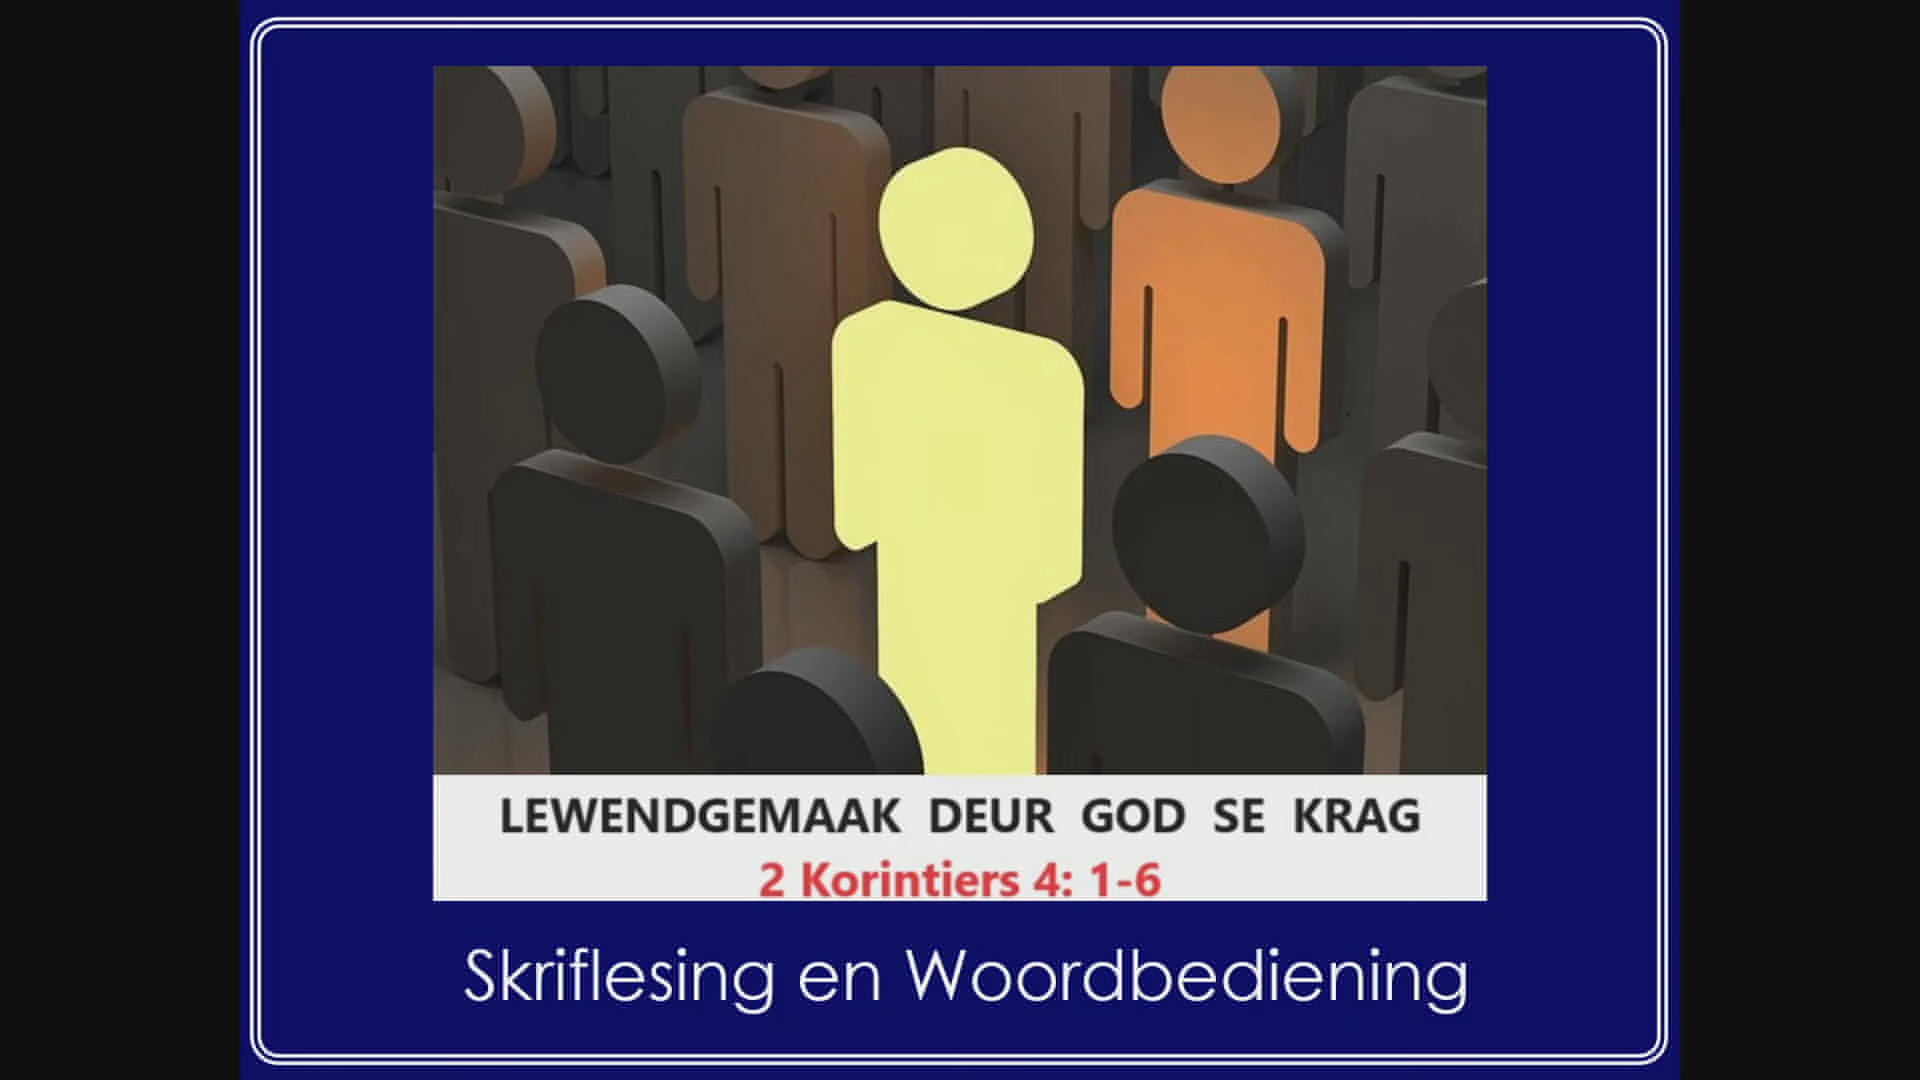 LEWENDGEMAAK DEUR GOD SE KRAG
2 Korintiers 4: 1-6
Skriflesing en Woordbediening